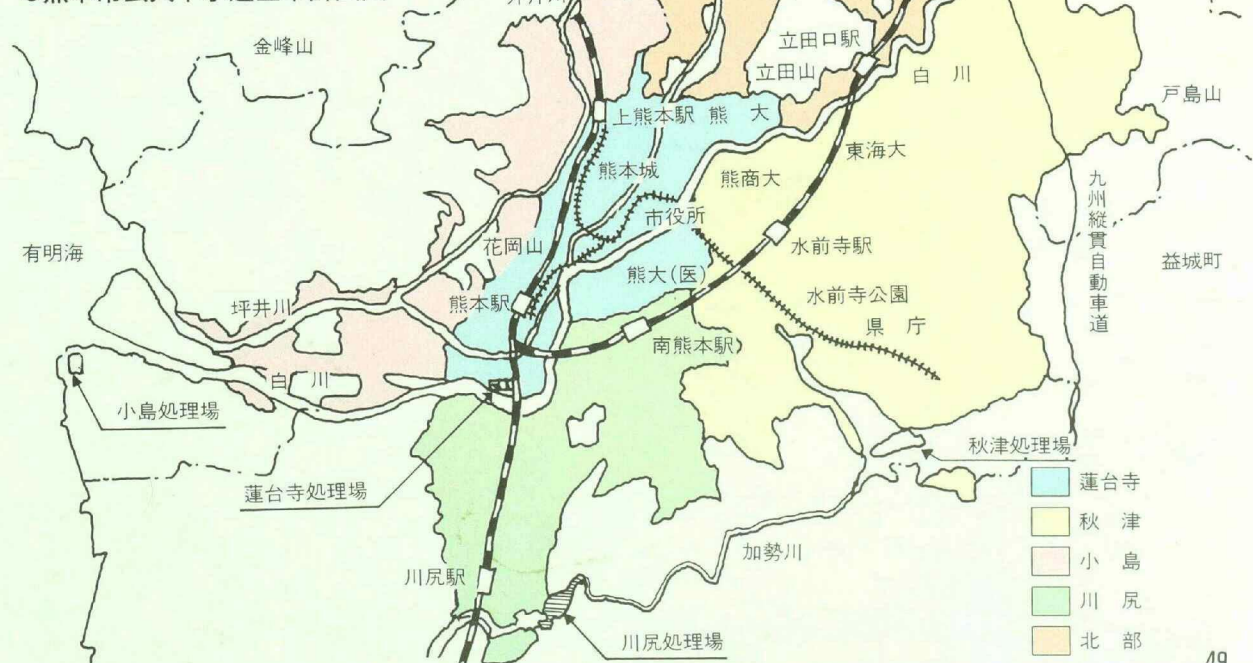 金峰山
立田口駅
立田山
白川
戸島山
上熊本駅 熊大
東海大
熊本城
熊商大
九州縦貫自動車道
市役所
有明海
花岡山
水前寺駅
益城町
熊大(医)
坪井川
熊本駅
水前寺公園
県庁
南熊本駅
白川
小島処理場
秋津処理場
蓮台寺処理場
蓮台寺
秋津
加勢川
小島
川尻駅
川尻
川尻処理場
北部
49